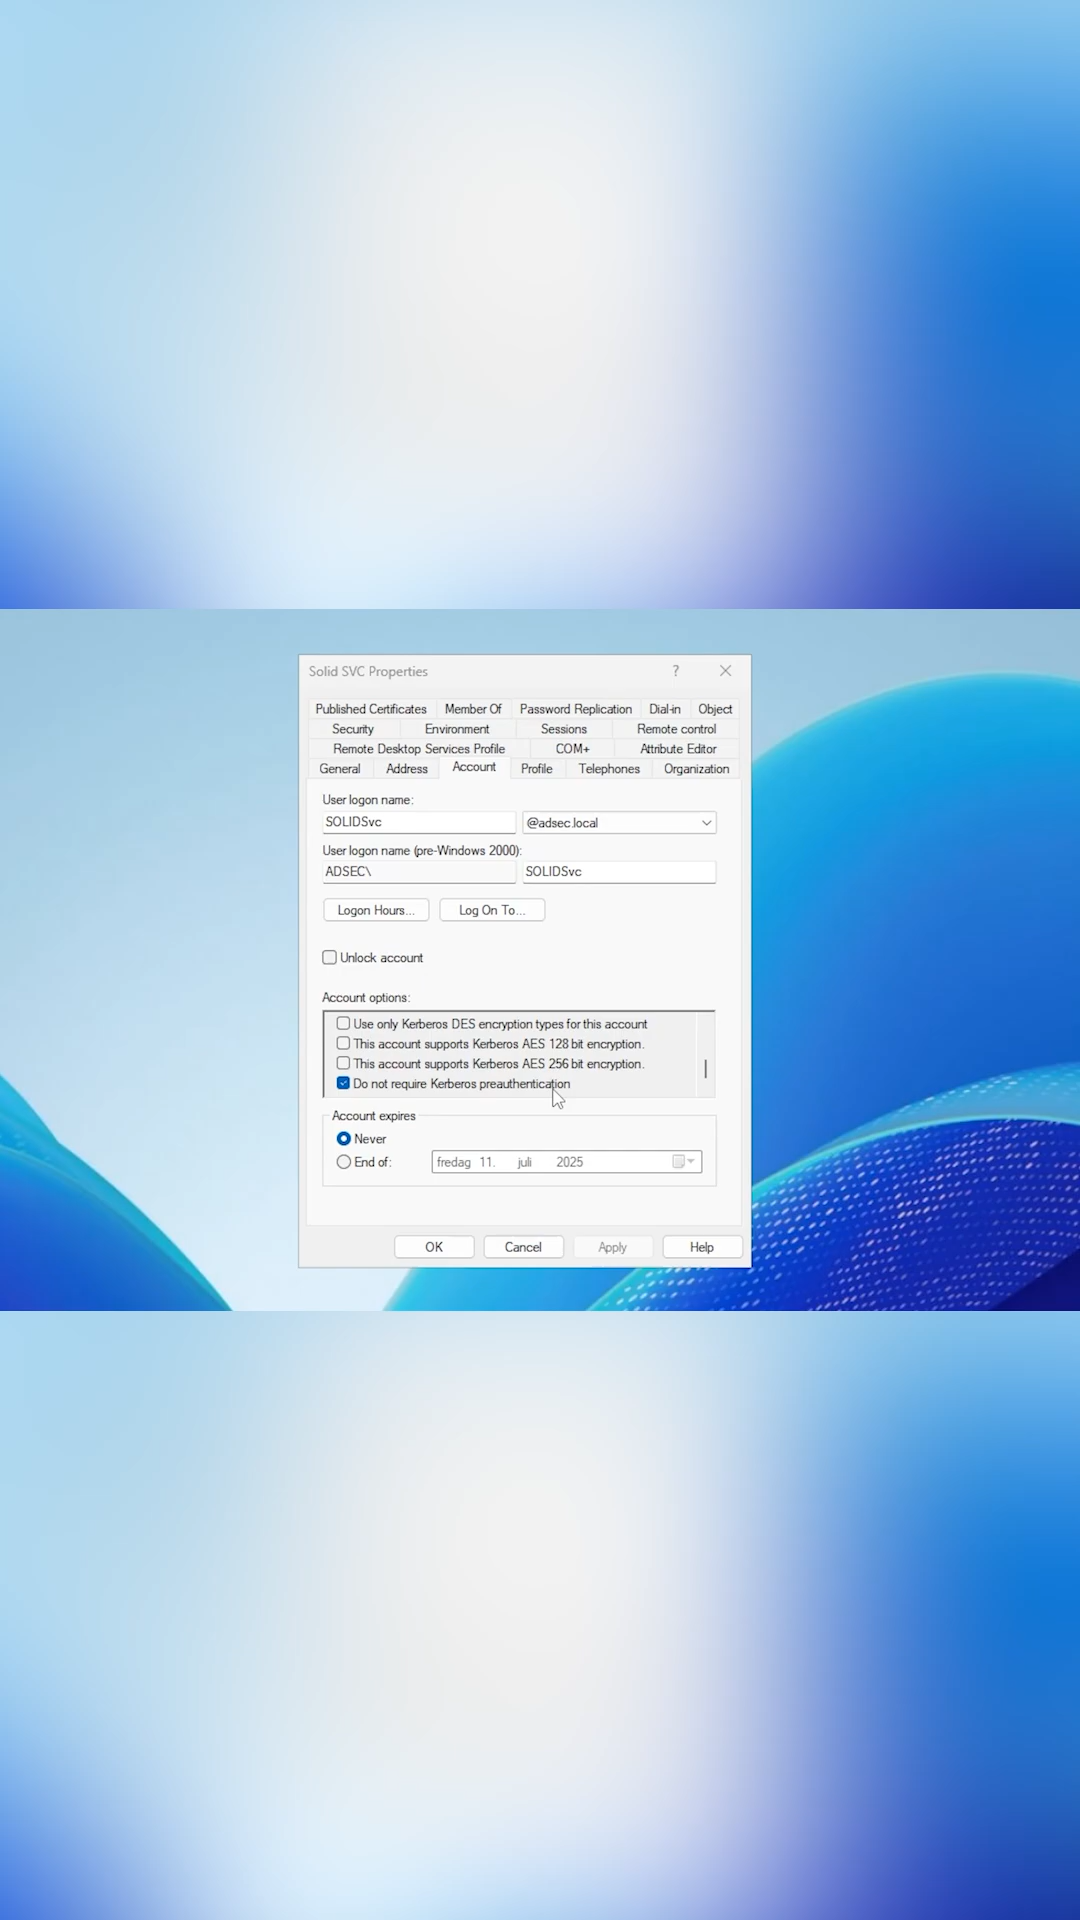 Solid SVC Properties ?
Published Certificates Member Of Password Replication Dial-in Object
Security Environment Sessions Remote control
Remote Desktop Services Profile COM+ Attribute Editor
General Address Account Profile Telephones Organization
User logon name:
SOLIDSvc @adsec.local
User logon name (pre-Windows 2000):
ADSEC\ SOLIDSvc
Logon Hours... Log On To...
Unlock account
Account options:
Use only Kerberos DES encryption types for this account
This account supports Kerberos AES 128 bit encryption.
This account supports Kerberos AES 256 bit encryption.
Do not require Kerberos preauthentication
Account expires
Never
End of: fredag 11. juli 2025
OK Cancel Apply Help